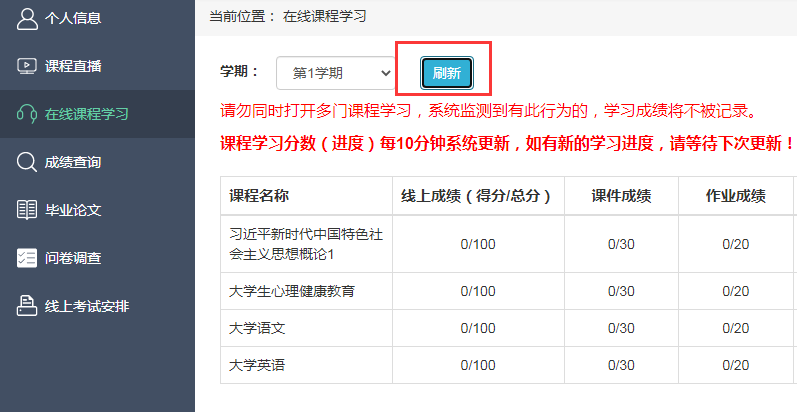 个人信息
课程直播
在线课程学习
成绩查询
毕业论文
问卷调查
线上考试安排
当前位置： 在线课程学习
学期： 第1学期 刷新
请勿同时打开多门课程学习，系统监测到有此行为的，学习成绩将不被记录。
课程学习分数（进度）每10分钟系统更新，如有新的学习进度，请等待下次更新！
课程名称 线上成绩（得分/总分） 课件成绩 作业成绩
习近平新时代中国特色社
会主义思想概论1 0/100 0/30 0/20
大学生心理健康教育 0/100 0/30 0/20
大学语文 0/100 0/30 0/20
大学英语 0/100 0/30 0/20